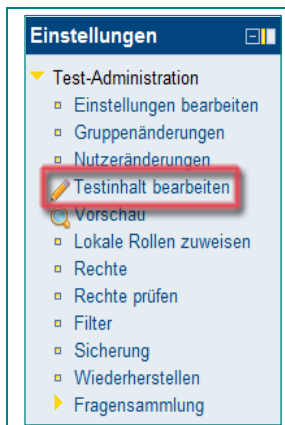 Einstellungen
Test-Administration
Einstellungen bearbeiten
Gruppenänderungen
Nutzeränderungen
Testinhalt bearbeiten
Vorschau
Lokale Rollen zuweisen
Rechte
Rechte prüfen
Filter
Sicherung
Wiederherstellen
Fragensammlung